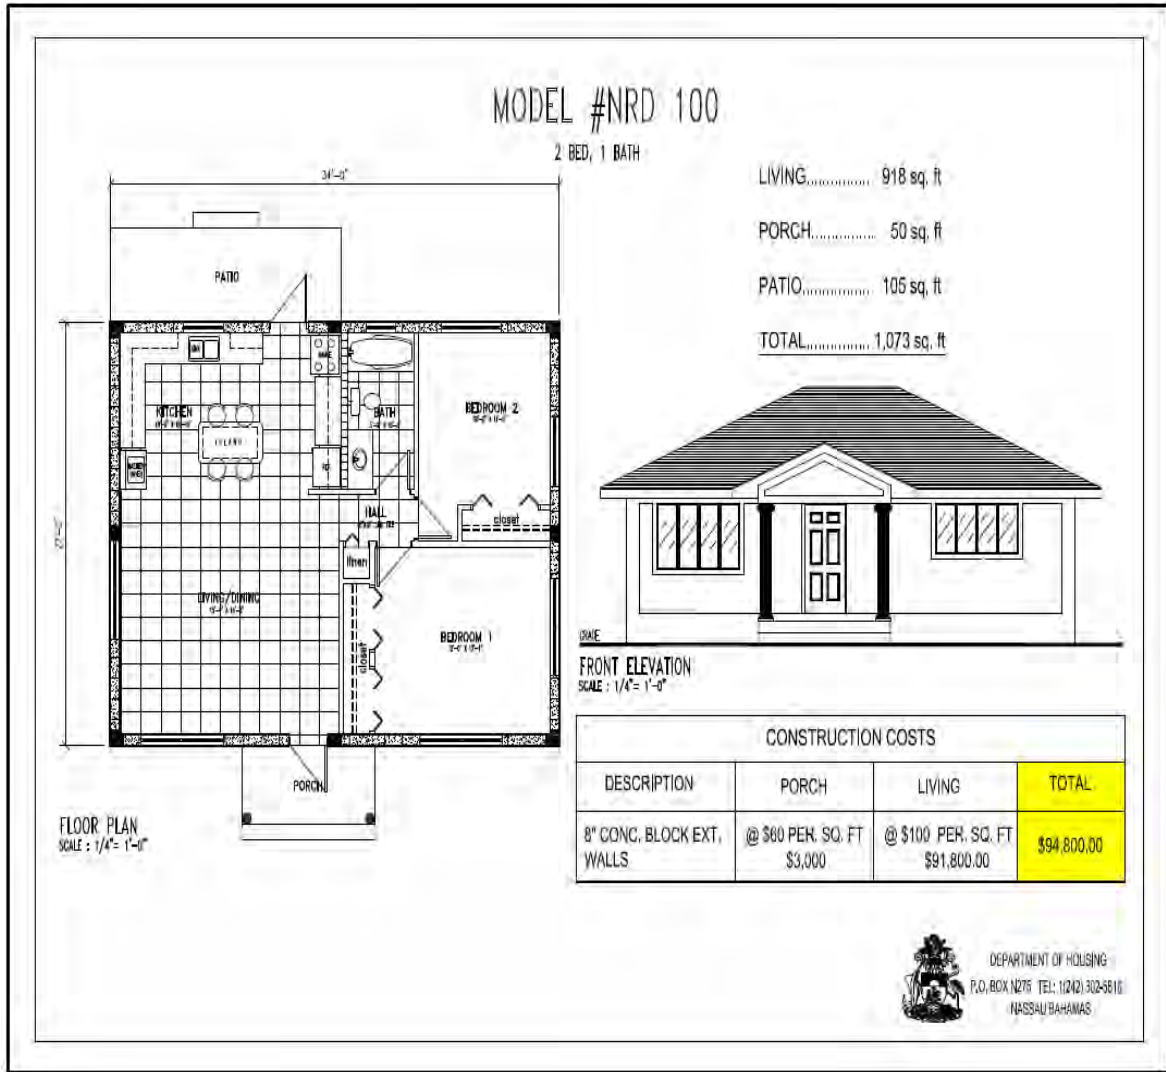 MODEL #NRD 100
2 BED, 1 BATH
34'-0"
LIVING............... 918 sq. ft
PORCH................ 50 sq. ft
PATIO................ 105 sq. ft
TOTAL................ 1,073 sq. ft
PATIO
KITCHEN
ISLAND
BATH
BEDROOM 2
HALL
closet
linen
LIVING/DINING
closet
BEDROOM 1
PORCH
FLOOR PLAN
SCALE : 1/4"= 1'-0"
GRADE
FRONT ELEVATION
SCALE : 1/4"= 1'-0"
CONSTRUCTION COSTS
DESCRIPTION PORCH LIVING TOTAL
8" CONC. BLOCK EXT. WALLS @ $60 PER. SQ. FT $3,000 @ $100 PER. SQ. FT $91,800.00 $94,800.00
DEPARTMENT OF HOUSING
P.O. BOX N275 TEL: 1(242)
NASSAU BAHAMAS